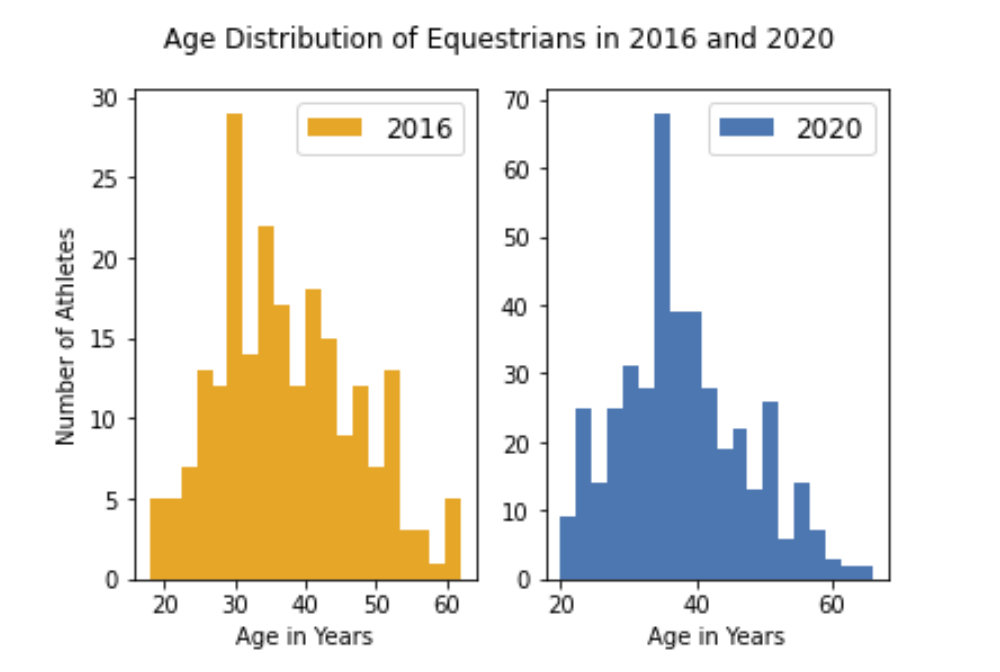 Age Distribution of Equestrians in 2016 and 2020
Number of Athletes
30
25
20
15
10
5
0
2016
20 30 40 50 60
Age in Years
70
60
50
40
30
20
10
0
2020
20 40 60
Age in Years